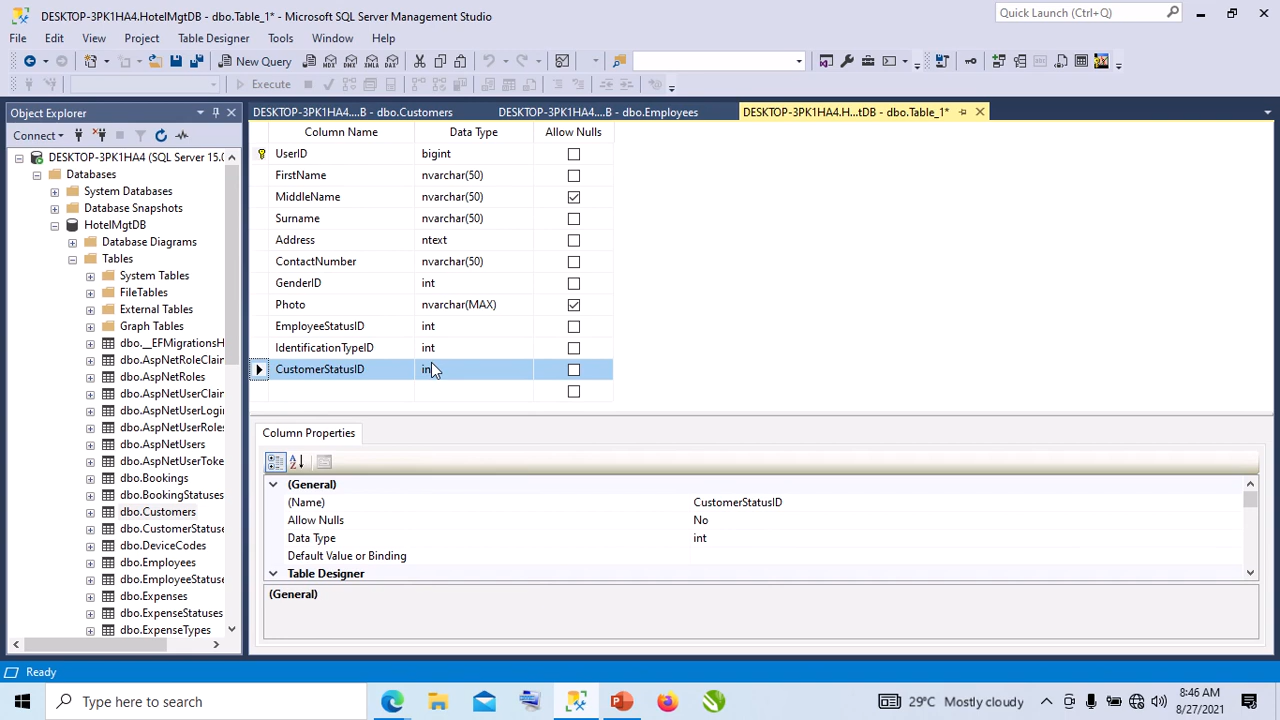 DESKTOP-3PK1HA4.HotelMgtDB - dbo.Table_1* - Microsoft SQL Server Management Studio
Quick Launch (Ctrl+Q)
File Edit View Project Table Designer Tools Window Help
New Query
Execute
Object Explorer
DESKTOP-3PK1HA4....B - dbo.Customers
DESKTOP-3PK1HA4....B - dbo.Employees
DESKTOP-3PK1HA4.H...tDB - dbo.Table_1*
Connect
Column Name Data Type Allow Nulls
UserID bigint
FirstName nvarchar(50)
MiddleName nvarchar(50)
Surname nvarchar(50)
Address ntext
ContactNumber nvarchar(50)
GenderID int
Photo nvarchar(MAX)
EmployeeStatusID int
IdentificationTypeID int
CustomerStatusID in
DESKTOP-3PK1HA4 (SQL Server 15.0
Databases
System Databases
Database Snapshots
HotelMgtDB
Database Diagrams
Tables
System Tables
FileTables
External Tables
Graph Tables
dbo.__EFMigrationsH
dbo.AspNetRoleClain
dbo.AspNetRoles
dbo.AspNetUserClain
dbo.AspNetUserLogi
dbo.AspNetUserRoles
dbo.AspNetUsers
dbo.AspNetUserToke
dbo.Bookings
dbo.BookingStatuses
dbo.Customers
dbo.CustomerStatuse
dbo.DeviceCodes
dbo.Employees
dbo.EmployeeStatuse
dbo.Expenses
dbo.ExpenseStatuses
dbo.ExpenseTypes
Column Properties
(General)
(Name) CustomerStatusID
Allow Nulls No
Data Type int
Default Value or Binding
Table Designer
(General)
Ready
Type here to search
29°C Mostly cloudy
8:46 AM
8/27/2021